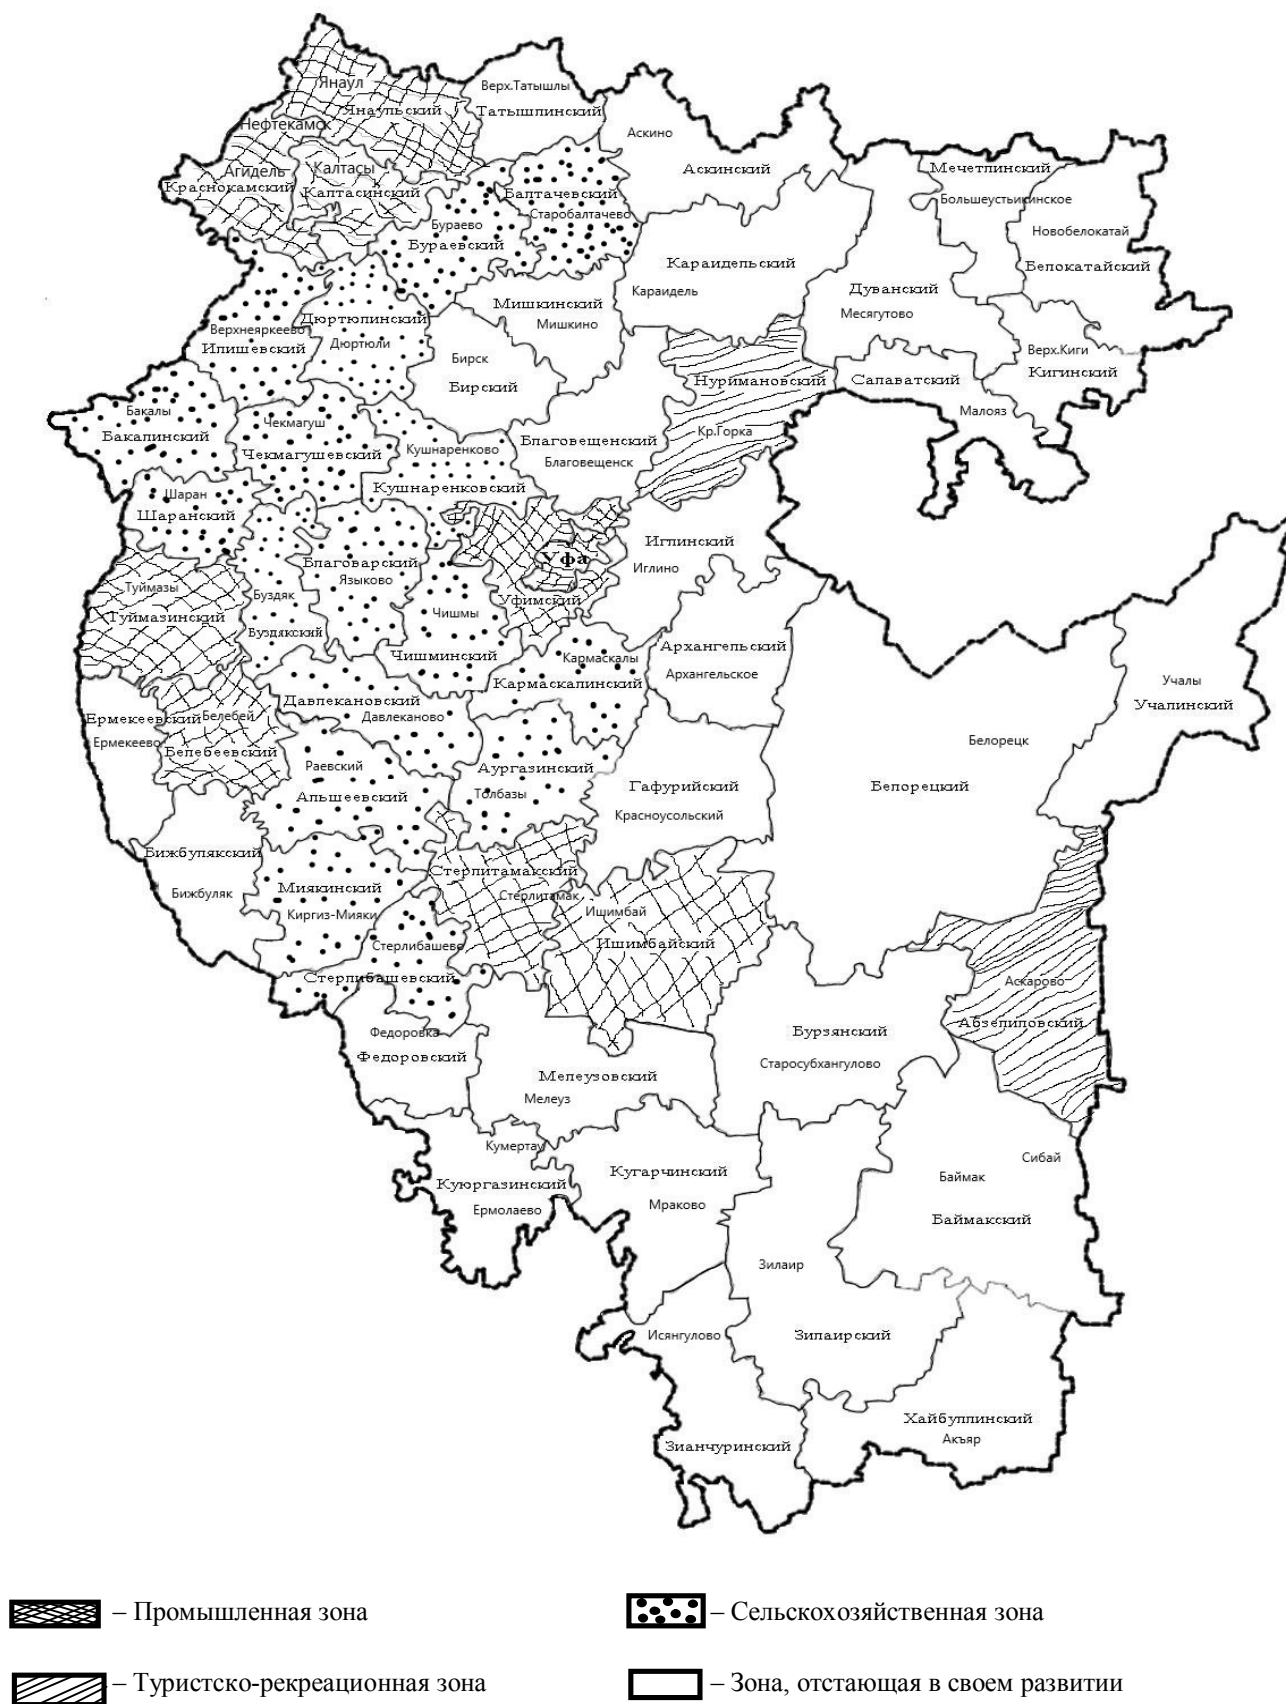 Янаул
Верх.Татышлы
Янаульский
Татышлинский
Нефтекамск
Аскино
Аскинский
Мечетлинский
Агидель
Калтасы
Краснокамский
Калтасинский
Балтачевский
Старобалтачево
Большеустьикинское
Бураево
Бураевский
Новобелокатай
Белокатайский
Караидельский
Караидель
Дуванский
Месягутово
Мишкинский
Мишкино
Дюртюлинский
Дюртюли
Верхнеяркеево
Илишевский
Бирск
Бирский
Верх.Киги
Кигинский
Нуримановский
Салаватский
Малояз
Бакалы
Бакалинский
Чекмагуш
Чекмагушевский
Кр.Горка
Благовещенский
Благовещенск
Кушнаренково
Кушнаренковский
Шаран
Шаранский
Иглинский
Иглино
Уфа
Уфимский
Благоварский
Языково
Туймазы
Туймазинский
Буздяк
Буздякский
Чишмы
Чишминский
Кармаскалы
Кармаскалинский
Архангельский
Архангельское
Учалы
Учалинский
Давлекановский
Давлеканово
Ермекеевский
Ермекеево
Белебей
Белебеевский
Белорецк
Белорецкий
Раевский
Альшеевский
Аургазинский
Толбазы
Гафурийский
Красноусольский
Бижбулякский
Бижбуляк
Миякинский
Киргиз-Мияки
Стерлитамакский
Стерлитамак
Ишимбай
Ишимбайский
Стерлибашево
Стерлибашевский
Аскарово
Абзелиловский
Федоровка
Федоровский
Бурзянский
Старосубхангулово
Мелеузовский
Мелеуз
Кумертау
Куюргазинский
Ермолаево
Кугарчинский
Мраково
Сибай
Баймак
Баймакский
Зилаир
Зилаирский
Исянгулово
Зианчуринский
Хайбуллинский
Акъяр
– Промышленная зона
– Сельскохозяйственная зона
– Туристско-рекреационная зона
– Зона, отстающая в своем развитии